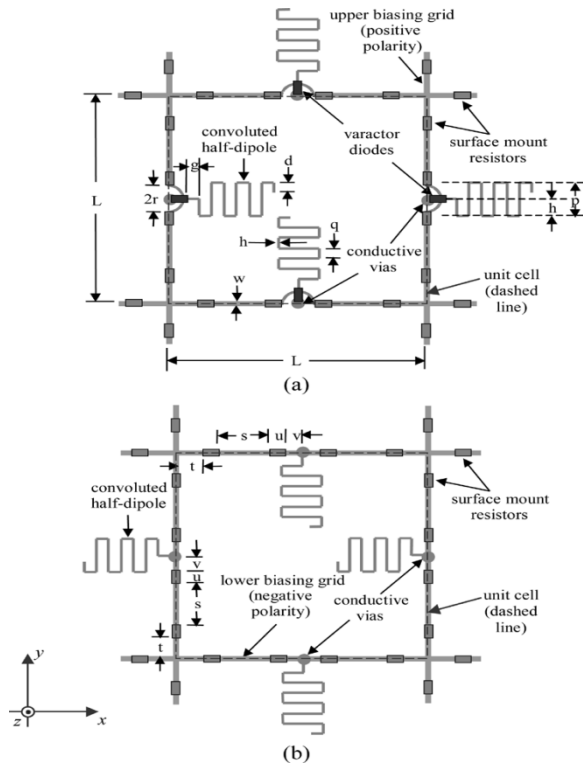 upper biasing grid
(positive
polarity)
convoluted
half-dipole
varactor
diodes
surface mount
resistors
g
d
L
2r
h
p
q
h
w
conductive
vias
unit cell
(dashed
line)
L
(a)
s
u
v
t
convoluted
half-dipole
surface mount
resistors
v
u
s
t
lower biasing grid
(negative
polarity)
conductive
vias
unit cell
(dashed
line)
y
z
x
(b)